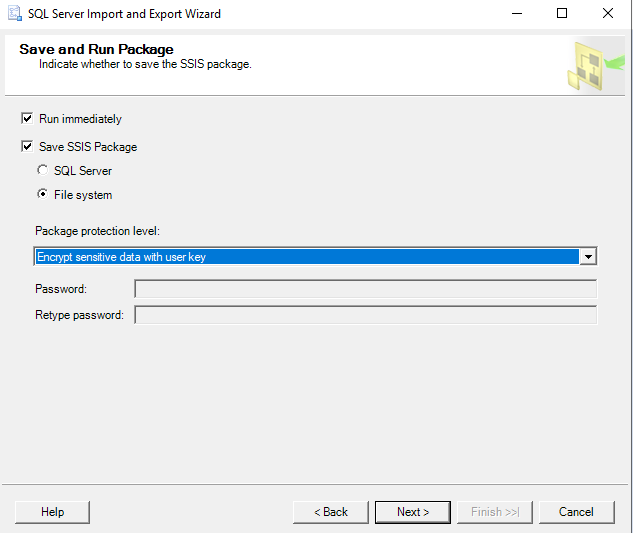 SQL Server Import and Export Wizard
Save and Run Package
Indicate whether to save the SSIS package.
Run immediately
Save SSIS Package
SQL Server
File system
Package protection level:
Encrypt sensitive data with user key
Password:
Retype password:
Help
< Back
Next >
Finish >>|
Cancel